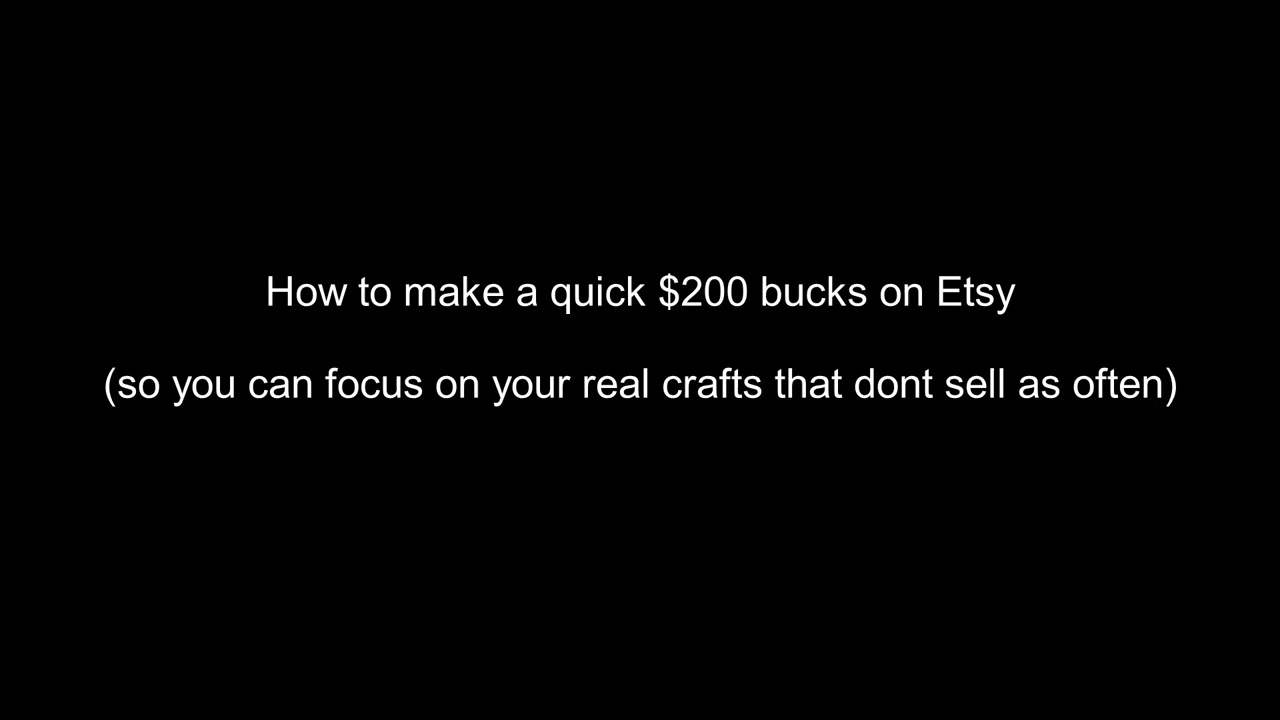 How to make a quick $200 bucks on Etsy
(so you can focus on your real crafts that dont sell as often)